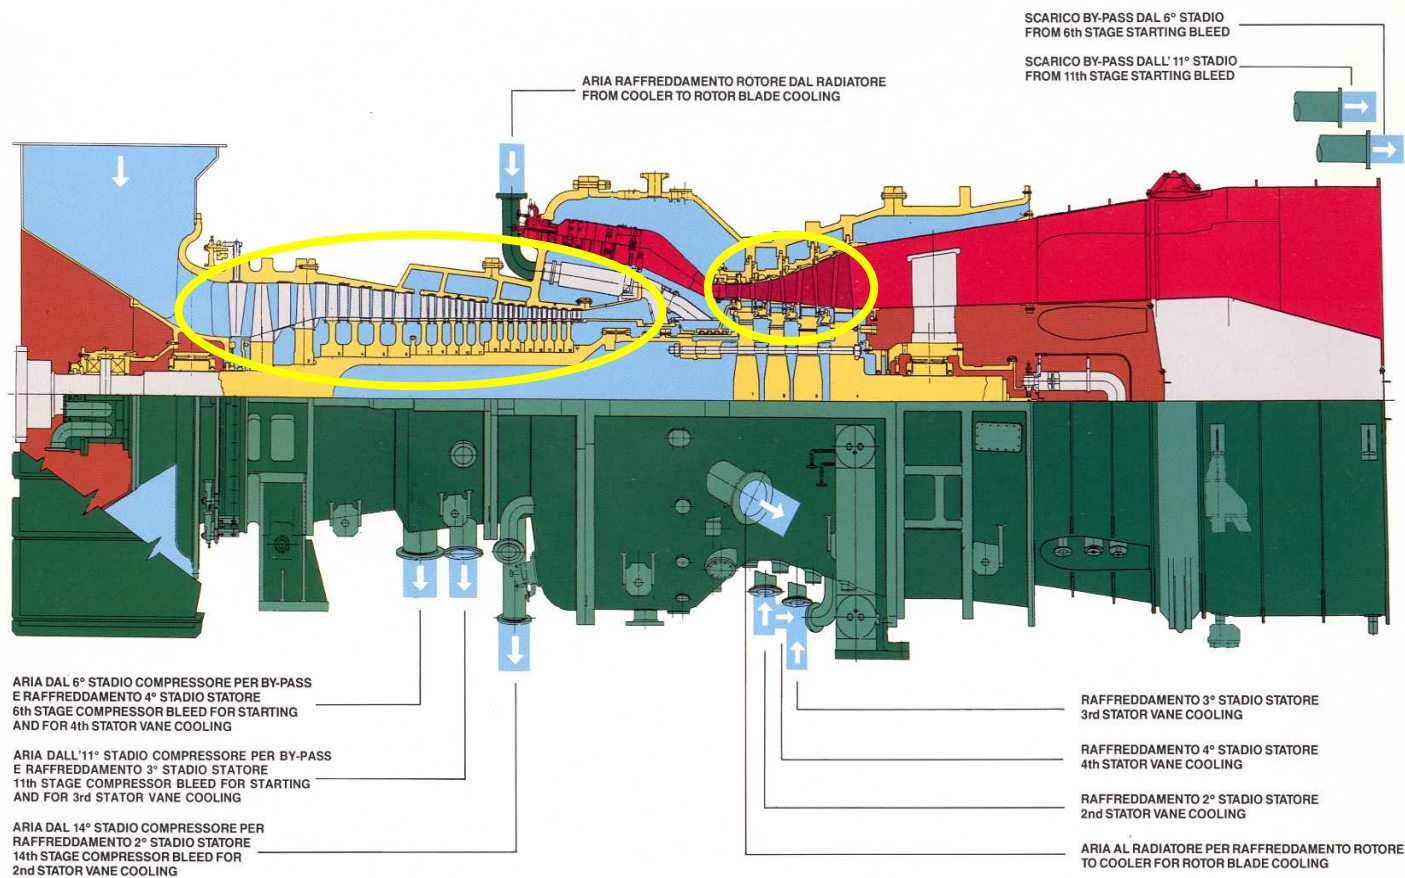 SCARICO BY-PASS DAL 6° STADIO
FROM 6th STAGE STARTING BLEED
SCARICO BY-PASS DALL' 11° STADIO
FROM 11th STAGE STARTING BLEED
ARIA RAFFREDDAMENTO ROTORE DAL RADIATORE
FROM COOLER TO ROTOR BLADE COOLING
ARIA DAL 6° STADIO COMPRESSORE PER BY-PASS
E RAFFREDDAMENTO 4° STADIO STATORE
6th STAGE COMPRESSOR BLEED FOR STARTING
AND FOR 4th STATOR VANE COOLING
ARIA DALL'11° STADIO COMPRESSORE PER BY-PASS
E RAFFREDDAMENTO 3° STADIO STATORE
11th STAGE COMPRESSOR BLEED FOR STARTING
AND FOR 3rd STATOR VANE COOLING
ARIA DAL 14° STADIO COMPRESSORE PER
RAFFREDDAMENTO 2° STADIO STATORE
14th STAGE COMPRESSOR BLEED FOR
2nd STATOR VANE COOLING
RAFFREDDAMENTO 3° STADIO STATORE
3rd STATOR VANE COOLING
RAFFREDDAMENTO 4° STADIO STATORE
4th STATOR VANE COOLING
RAFFREDDAMENTO 2° STADIO STATORE
2nd STATOR VANE COOLING
ARIA AL RADIATORE PER RAFFREDDAMENTO ROTORE
TO COOLER FOR ROTOR BLADE COOLING